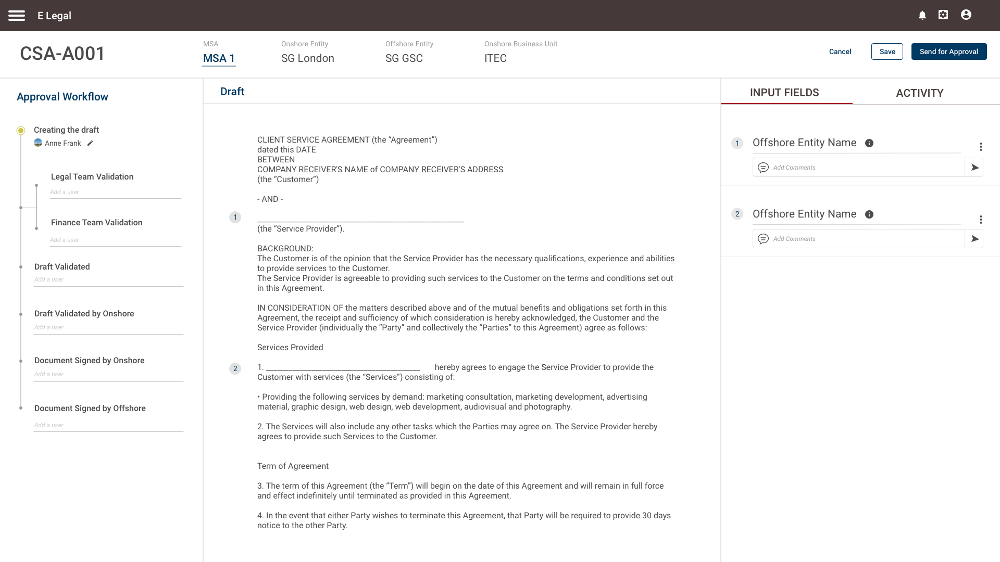 E Legal
CSA-A001
MSA
MSA 1
Onshore Entity
SG London
Offshore Entity
SG GSC
Onshore Business Unit
ITEC
Cancel
Save
Send for Approval
Approval Workflow
Creating the draft
Anne Frank
Legal Team Validation
Add a user
Finance Team Validation
Add a user
Draft Validated
Add a user
Draft Validated by Onshore
Add a user
Document Signed by Onshore
Add a user
Document Signed by Offshore
Add a user
Draft
CLIENT SERVICE AGREEMENT (the “Agreement”)
dated this DATE
BETWEEN
COMPANY RECEIVER'S NAME of COMPANY RECEIVER'S ADDRESS
(the “Customer”)
- AND -
1 _______________________________________________________
(the “Service Provider”).
BACKGROUND:
The Customer is of the opinion that the Service Provider has the necessary qualifications, experience and abilities
to provide services to the Customer.
The Service Provider is agreeable to providing such services to the Customer on the terms and conditions set out
in this Agreement.
IN CONSIDERATION OF the matters described above and of the mutual benefits and obligations set forth in this
Agreement, the receipt and sufficiency of which consideration is hereby acknowledged, the Customer and the
Service Provider (individually the “Party” and collectively the “Parties” to this Agreement) agree as follows:
Services Provided
2 1. _________________________________________ hereby agrees to engage the Service Provider to provide the
Customer with services (the “Services”) consisting of:
• Providing the following services by demand: marketing consultation, marketing development, advertising
material, graphic design, web design, web development, audiovisual and photography.
2. The Services will also include any other tasks which the Parties may agree on. The Service Provider hereby
agrees to provide such Services to the Customer.
Term of Agreement
3. The term of this Agreement (the “Term”) will begin on the date of this Agreement and will remain in full force
and effect indefinitely until terminated as provided in this Agreement.
4. In the event that either Party wishes to terminate this Agreement, that Party will be required to provide 30 days
notice to the other Party.
INPUT FIELDS
ACTIVITY
1 Offshore Entity Name
Add Comments
2 Offshore Entity Name
Add Comments